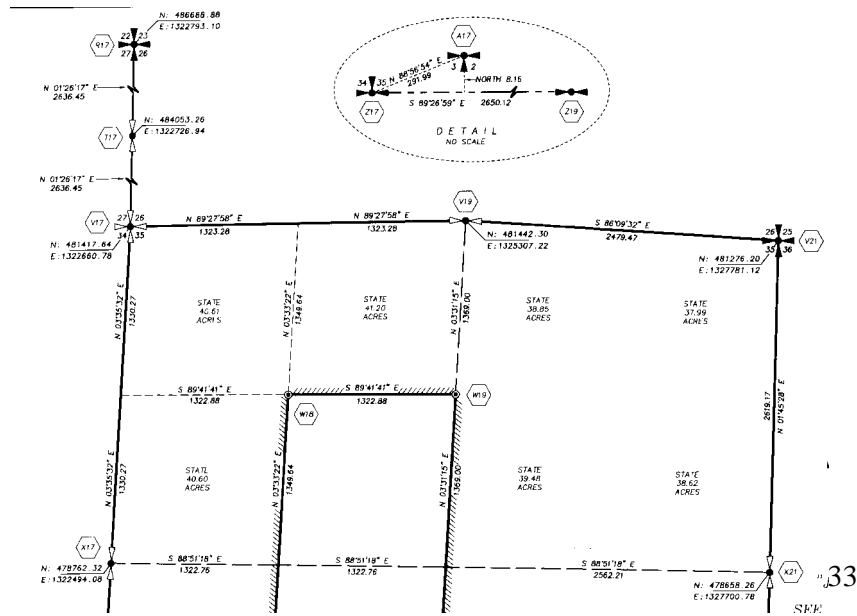 N: 486686.88
E:1322793.10
22 23
27 26
R17
N 01°26'17" E
2636.45
N: 484053.26
E:1322726.94
T17
N 01°26'17" E
2636.45
A17
N 88°56'54" E
291.99
34 35
3 2
NORTH 8.16
Z17
S 89°26'59" E
2650.12
Z19
DETAIL
NO SCALE
V17
27 26
34 35
N: 481417.64
E:1322660.78
N 89°27'58" E
1323.28
N 89°27'58" E
1323.28
V19
N: 481442.30
E:1325307.22
S 86°09'32" E
2479.47
26 25
35 36
V21
N: 481276.20
E:1327781.12
N 03°35'32" E
1330.27
STATE
40.61
ACRES
N 03°33'22" E
1349.64
STATE
41.20
ACRES
N 03°31'15" E
1369.00
STATE
38.85
ACRES
STATE
37.99
ACRES
2619.17
N 01°45'28" E
S 89°41'41" E
1322.88
S 89°41'41" E
1322.88
W18
W19
N 03°35'32" E
1330.27
STATE
40.60
ACRES
N 03°33'22" E
1349.64
N 03°31'15" E
1369.00
STATE
39.48
ACRES
STATE
38.62
ACRES
X17
N: 478762.32
E:1322494.08
S 88°51'18" E
1322.76
S 88°51'18" E
1322.76
S 88°51'18" E
2562.21
X21
N: 478658.26
E:1327700.78
33
SEE